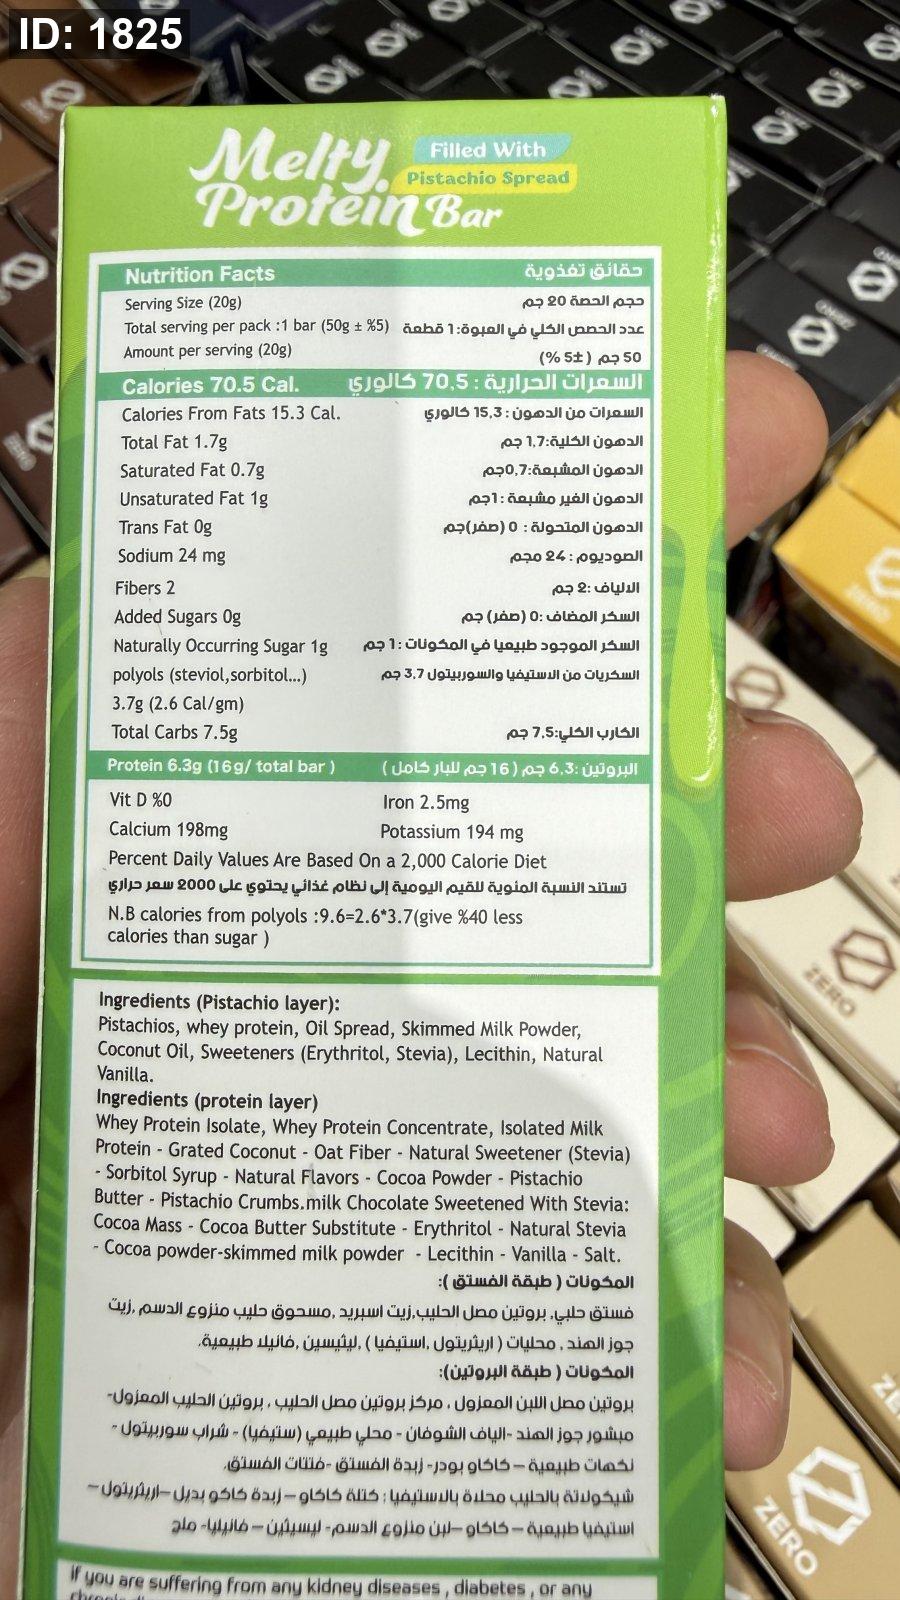 ID: 1825
Melty
Protein Bar
Filled With
Pistachio Spread
Nutrition Facts حقائق تغذوية
Serving Size (20g) حجم الحصة 20 جم
Total serving per pack :1 bar (50g ± %5) عدد الحصص الكلي في العبوة: 1 قطعة
Amount per serving (20g) 50 جم (±5 %)
Calories 70.5 Cal. السعرات الحرارية : 70,5 كالوري
Calories From Fats 15.3 Cal. السعرات من الدهون : 15,3 كالوري
Total Fat 1.7g الدهون الكلية:1,7 جم
Saturated Fat 0.7g الدهون المشبعة:0,7جم
Unsaturated Fat 1g الدهون الغير مشبعة : 1جم
Trans Fat 0g الدهون المتحولة : 0 (صفر)جم
Sodium 24 mg الصوديوم : 24 مجم
Fibers 2 الالياف :2 جم
Added Sugars 0g السكر المضاف :0 (صفر) جم
Naturally Occurring Sugar 1g السكر الموجود طبيعيا في المكونات : 1 جم
polyols (steviol,sorbitol...) السكريات من الاستيفيا والسوربيتول 3.7 جم
3.7g (2.6 Cal/gm)
Total Carbs 7.5g الكارب الكلي:7,5 جم
Protein 6.3g (16g/ total bar ) البروتين :6,3 جم ( 16 جم للبار كامل )
Vit D %0 Iron 2.5mg
Calcium 198mg Potassium 194 mg
Percent Daily Values Are Based On a 2,000 Calorie Diet
تستند النسبة المئوية للقيم اليومية إلى نظام غذائي يحتوي على 2000 سعر حراري
N.B calories from polyols :9.6=2.6*3.7(give %40 less
calories than sugar )
Ingredients (Pistachio layer):
Pistachios, whey protein, Oil Spread, Skimmed Milk Powder,
Coconut Oil, Sweeteners (Erythritol, Stevia), Lecithin, Natural
Vanilla.
Ingredients (protein layer)
Whey Protein Isolate, Whey Protein Concentrate, Isolated Milk
Protein - Grated Coconut - Oat Fiber - Natural Sweetener (Stevia)
- Sorbitol Syrup - Natural Flavors - Cocoa Powder - Pistachio
Butter - Pistachio Crumbs.milk Chocolate Sweetened With Stevia:
Cocoa Mass - Cocoa Butter Substitute - Erythritol - Natural Stevia
- Cocoa powder-skimmed milk powder - Lecithin - Vanilla - Salt.
المكونات ( طبقة الفستق ):
فستق حلبي, بروتين مصل الحليب,زيت اسبريد ,مسحوق حليب منزوع الدسم ,زيت
جوز الهند , محليات ( اريثريتول ,استيفيا ) ,ليثيسين, فانيلا طبيعية.
المكونات ( طبقة البروتين):
بروتين مصل اللبن المعزول , مركز بروتين مصل الحليب , بروتين الحليب المعزول-
مبشور جوز الهند -الياف الشوفان - محلي طبيعي (ستيفيا) - شراب سوربيتول -
نكهات طبيعية – كاكاو بودر- زبدة الفستق -فتتات الفستق.
شيكولاتة بالحليب محلاة بالاستيفيا : كتلة كاكاو – زبدة كاكو بديل –اريثريتول –
استيفيا طبيعية – كاكاو –لبن منزوع الدسم- ليسيثين – فانيليا- ملح
if you are suffering from any kidney diseases , diabetes , or any
ZERO
ZERO